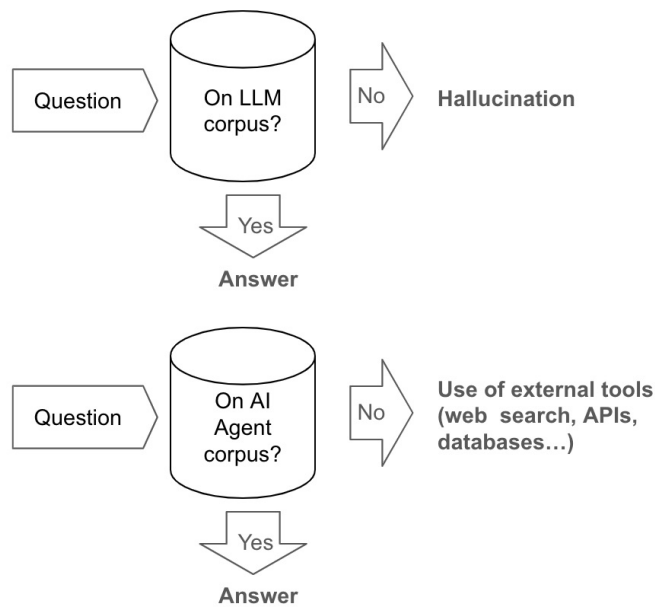 Question
On LLM
corpus?
No
Hallucination
Yes
Answer
Question
On AI
Agent
corpus?
No
Use of external tools
(web search, APIs,
databases…)
Yes
Answer